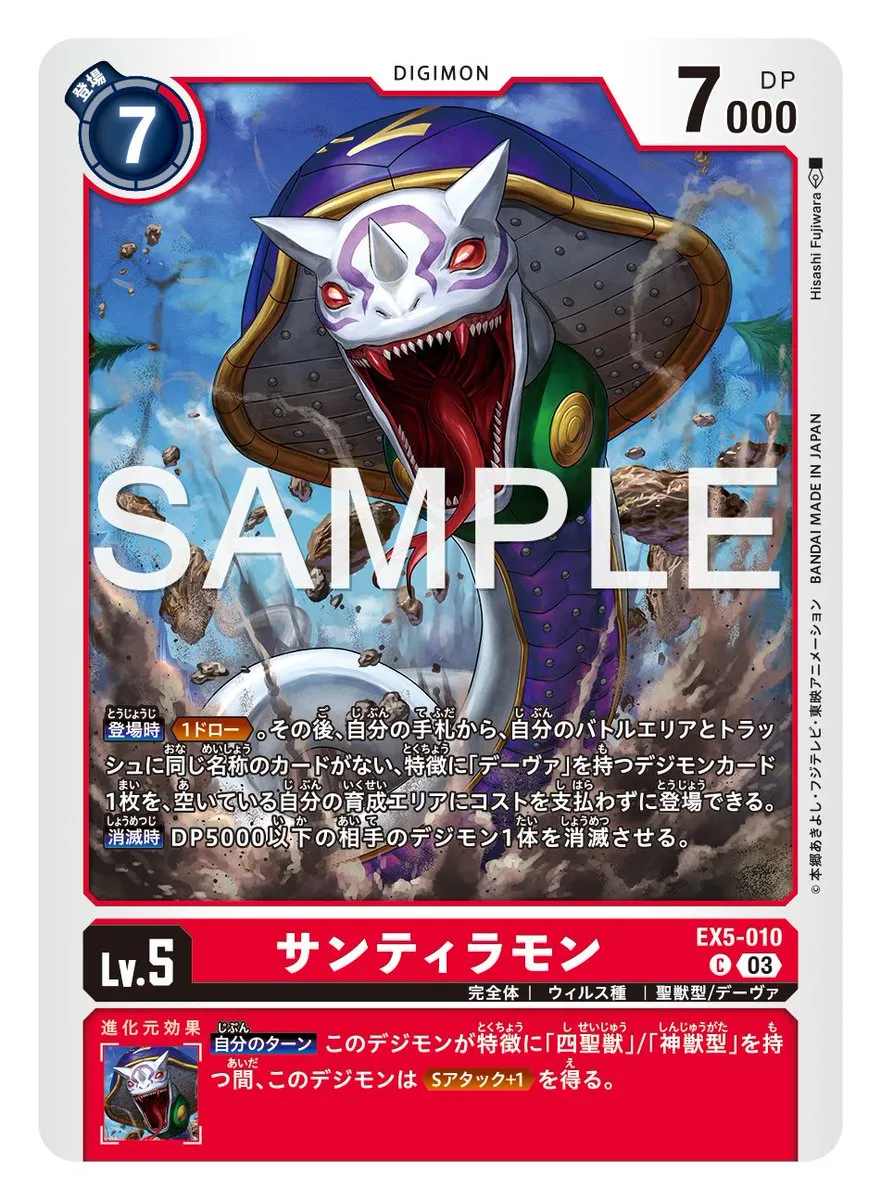 登場
7
DIGIMON
7000
DP
Hisashi Fujiwara
BANDAI MADE IN JAPAN
©本郷あきよし・フジテレビ・東映アニメーション
SAMPLE
登場時 1ドロー。その後、自分の手札から、自分のバトルエリアとトラッ
シュに同じ名称のカードがない、特徴に「デーヴァ」を持つデジモンカード
1枚を、空いている自分の育成エリアにコストを支払わずに登場できる。
消滅時 DP5000以下の相手のデジモン1体を消滅させる。
Lv.5
サンティラモン
EX5-010
C 03
完全体 | ウィルス種 | 聖獣型/デーヴァ
進化元効果
自分のターン このデジモンが特徴に「四聖獣」/「神獣型」を持
つ間、このデジモンは Sアタック+1 を得る。